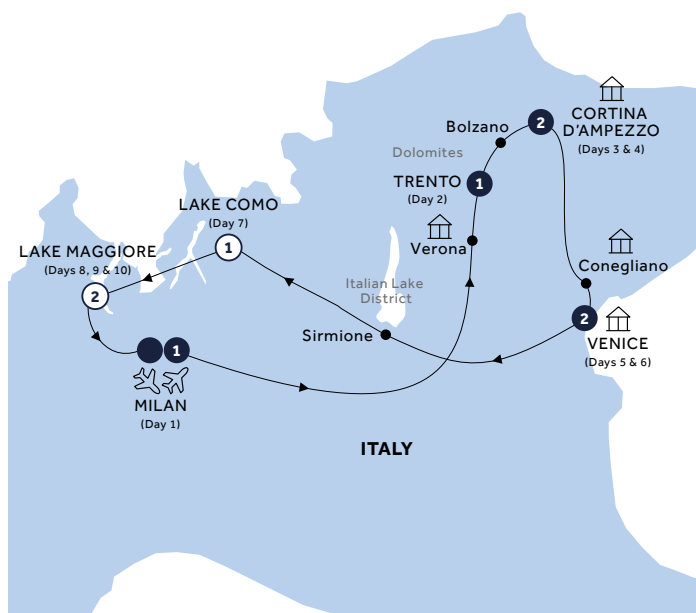 CORTINA
D'AMPEZZO
(Days 3 & 4)
2
Bolzano
Dolomites
TRENTO
(Day 2)
1
LAKE COMO
(Day 7)
1
Verona
LAKE MAGGIORE
(Days 8, 9 & 10)
2
Conegliano
Italian Lake
District
Sirmione
2
VENICE
(Days 5 & 6)
1
MILAN
(Day 1)
ITALY